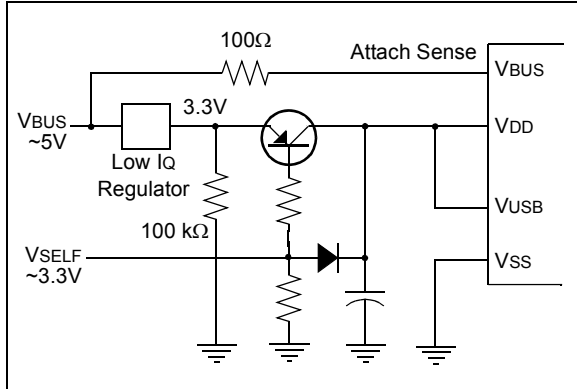 100Ω
Attach Sense
VBUS
VBUS
~5V
3.3V
VDD
Low IQ
Regulator
100 kΩ
VUSB
VSELF
~3.3V
VSS